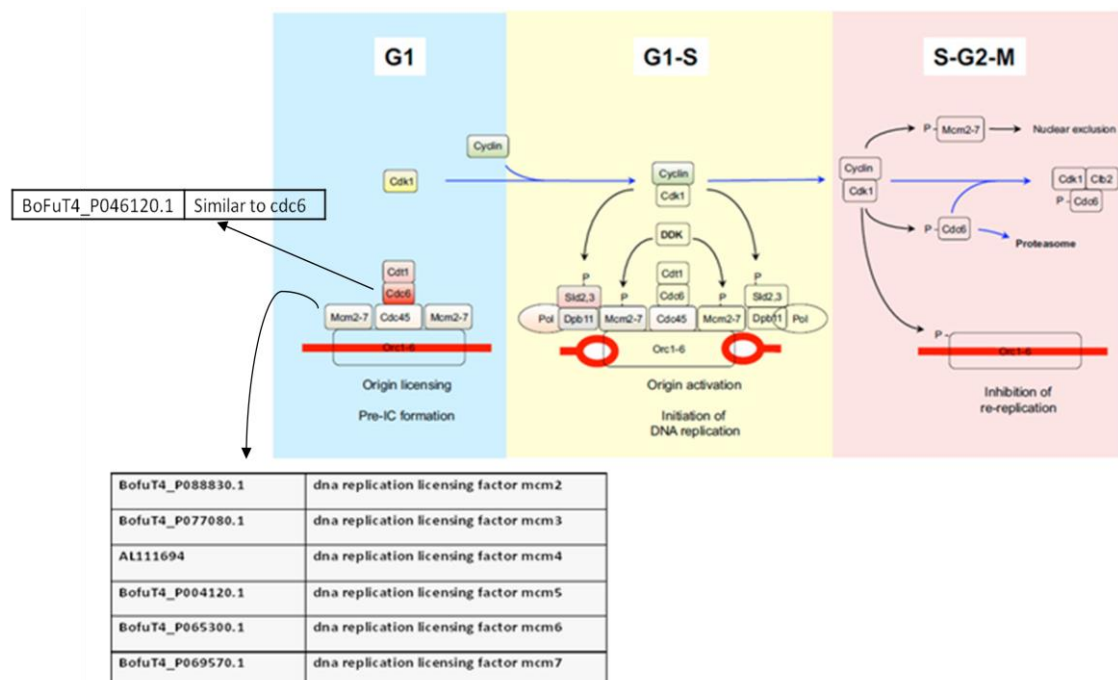 G1
G1-S
S-G2-M
Cyclin
Cdk1
Cdt1
Cdc6
Mcm2-7 Cdc45 Mcm2-7
Orc1-6
Origin licensing
Pre-IC formation
Cyclin
Cdk1
DDK
P P P P
Cdt1
Sld2,3 Cdc6 Sld2,3
Pol Dpb11 Mcm2-7 Cdc45 Mcm2-7 Dpb11 Pol
Orc1-6
Origin activation
Initiation of
DNA replication
P- Mcm2-7 Nuclear exclusion
Cyclin
Cdk1
Cdk1 Clb2
P- Cdc6
P- Cdc6
Proteasome
P-
Orc1-6
Inhibition of
re-replication
BoFuT4_P046120.1 Similar to cdc6
BofuT4_P088830.1 dna replication licensing factor mcm2
BofuT4_P077080.1 dna replication licensing factor mcm3
AL111694 dna replication licensing factor mcm4
BofuT4_P004120.1 dna replication licensing factor mcm5
BofuT4_P065300.1 dna replication licensing factor mcm6
BofuT4_P069570.1 dna replication licensing factor mcm7